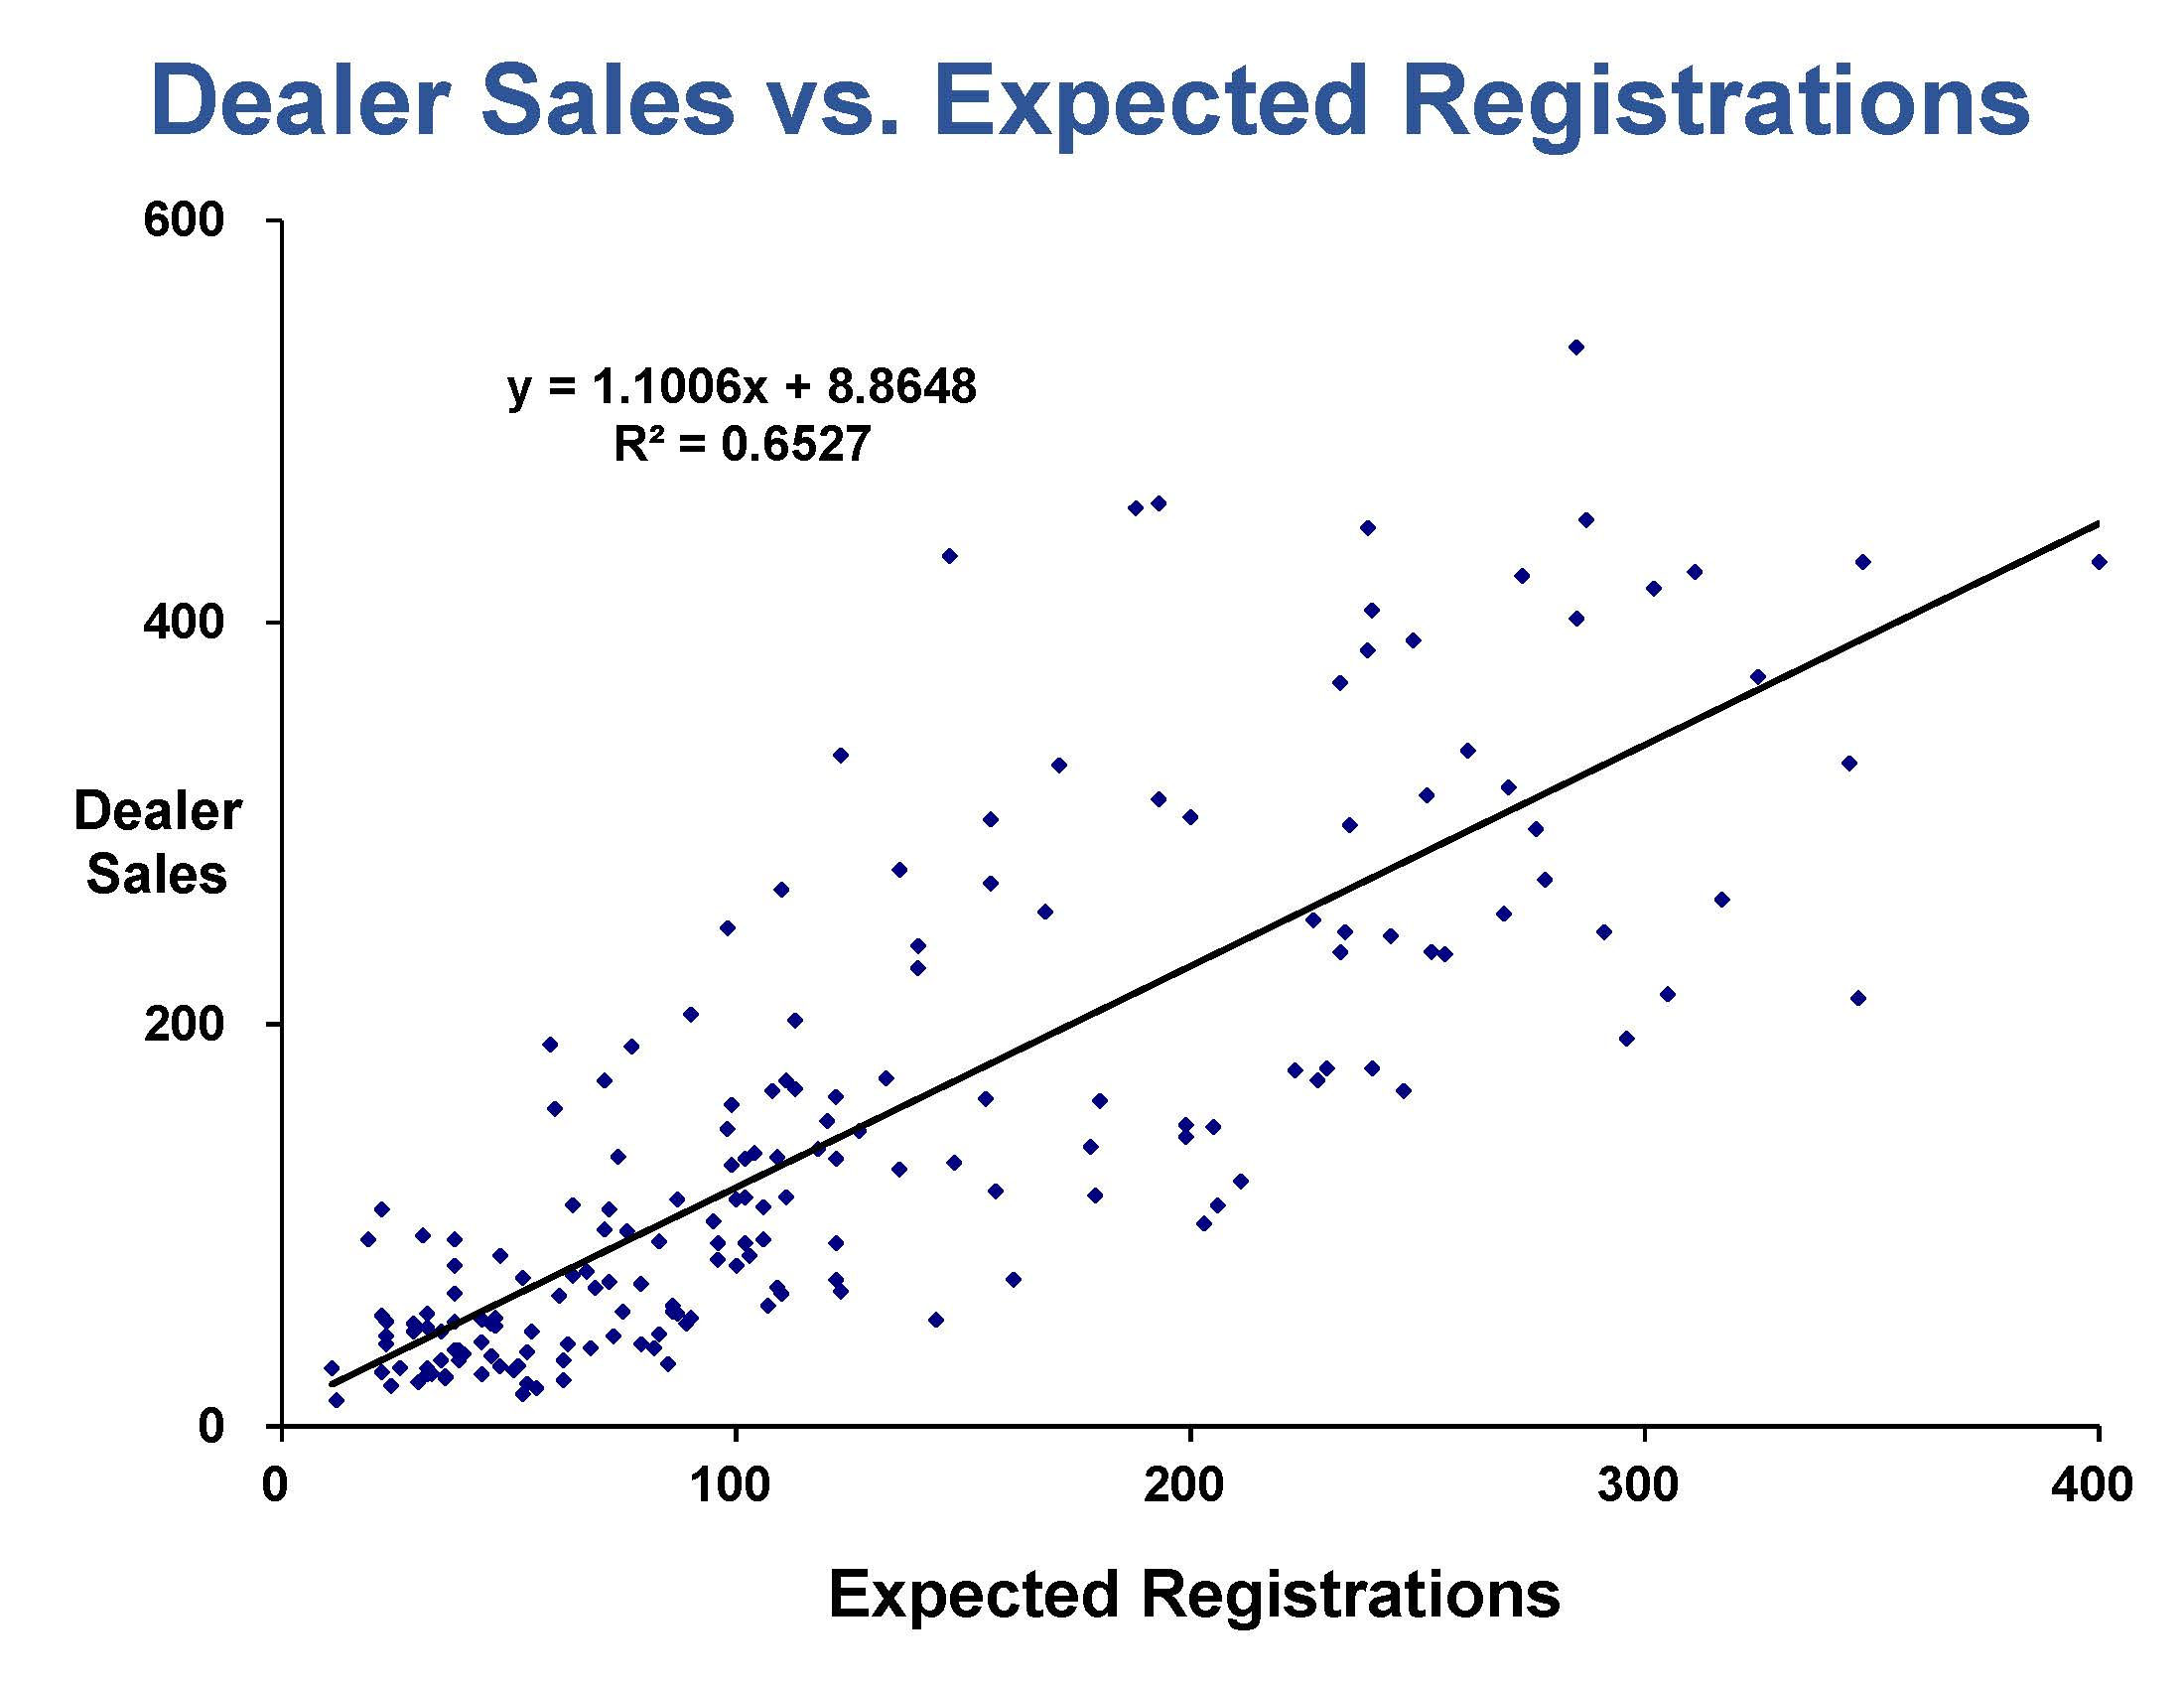 Dealer Sales vs. Expected Registrations
600
y = 1.1006x + 8.8648
R² = 0.6527
400
Dealer
Sales
200
0
0 100 200 300 400
Expected Registrations